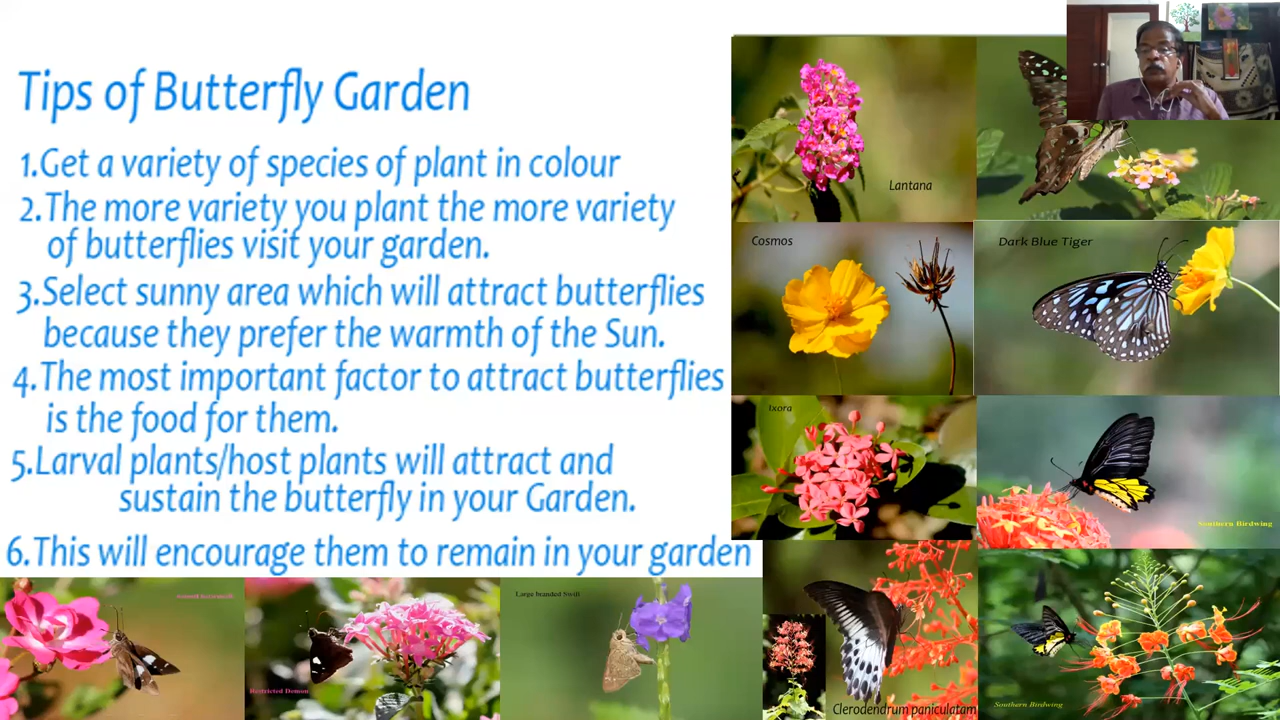 Tips of Butterfly Garden
1.Get a variety of species of plant in colour
2.The more variety you plant the more variety
of butterflies visit your garden.
3.Select sunny area which will attract butterflies
because they prefer the warmth of the Sun.
4.The most important factor to attract butterflies
is the food for them.
5.Larval plants/host plants will attract and
sustain the butterfly in your Garden.
6.This will encourage them to remain in your garden
Lantana
Cosmos
Dark Blue Tiger
Ixora
Southern Birdwing
Large branded Swift
Restricted Demon
Clerodendrum paniculatam
Southern Birdwing